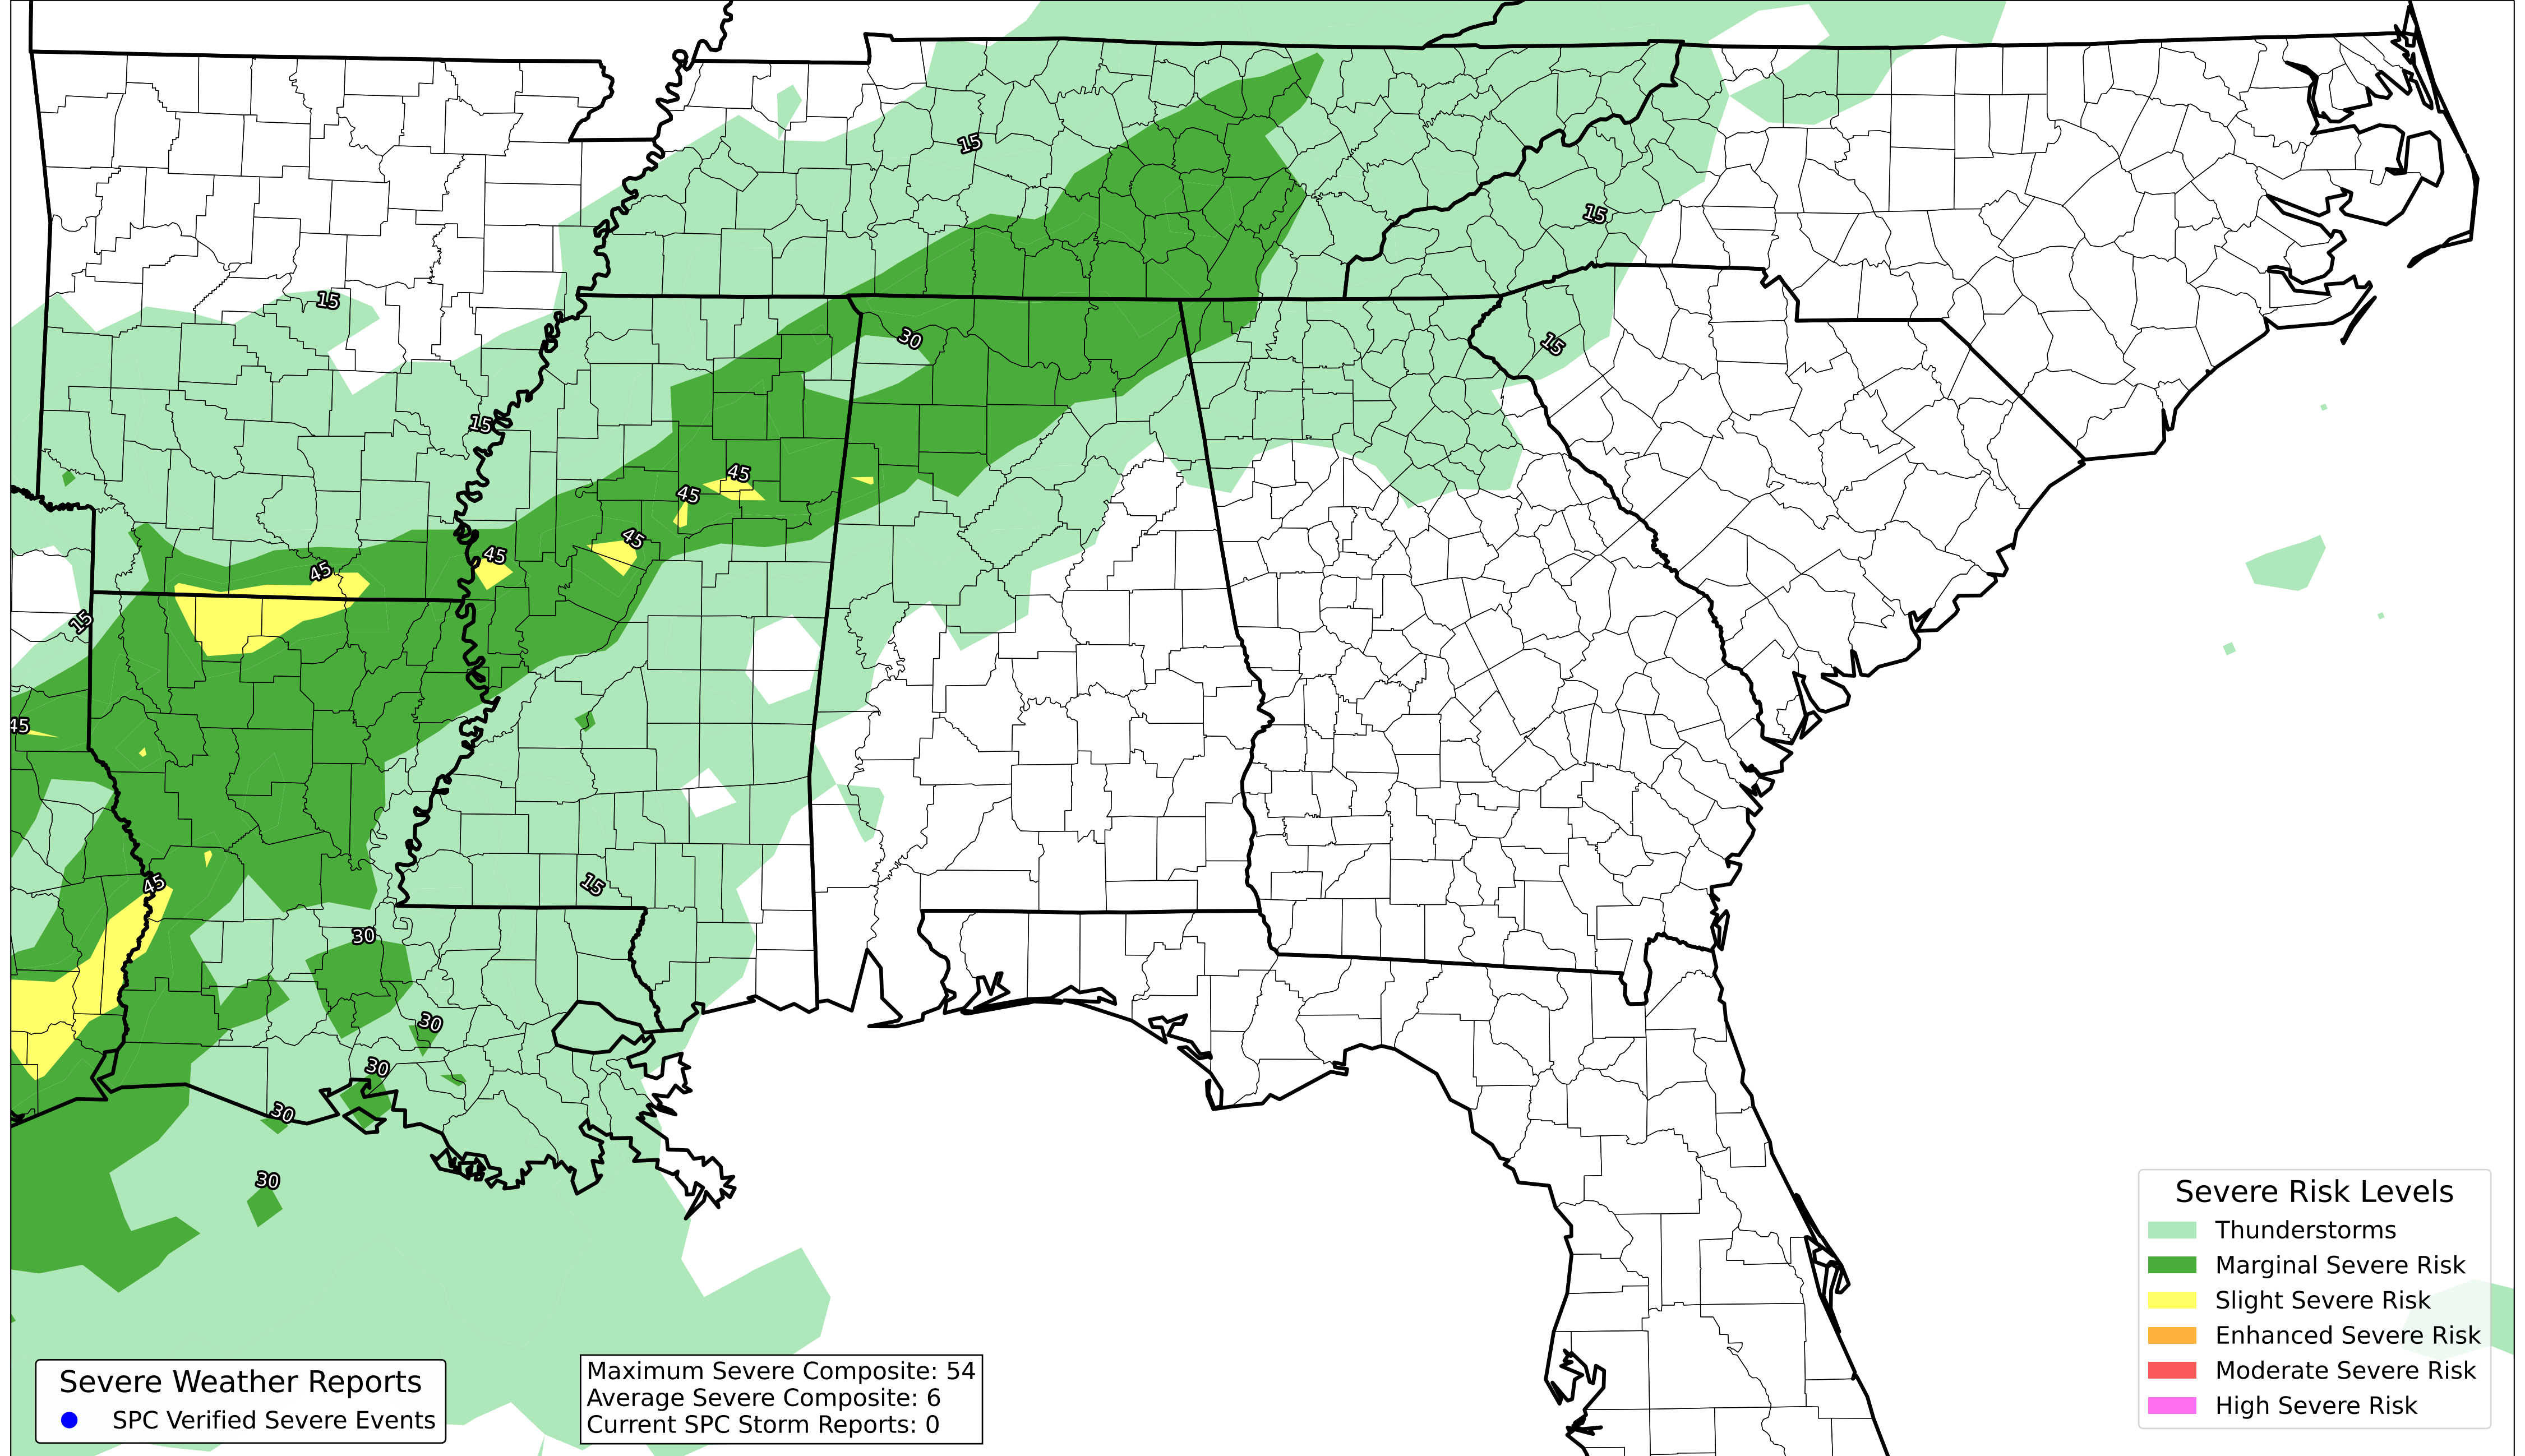 15
15
15
15
30
15
45
45
45
45
45
15
45
45
15
30
30
30
30
30
Severe Risk Levels
Thunderstorms
Marginal Severe Risk
Slight Severe Risk
Enhanced Severe Risk
Moderate Severe Risk
High Severe Risk
Severe Weather Reports
SPC Verified Severe Events
Maximum Severe Composite: 54
Average Severe Composite: 6
Current SPC Storm Reports: 0